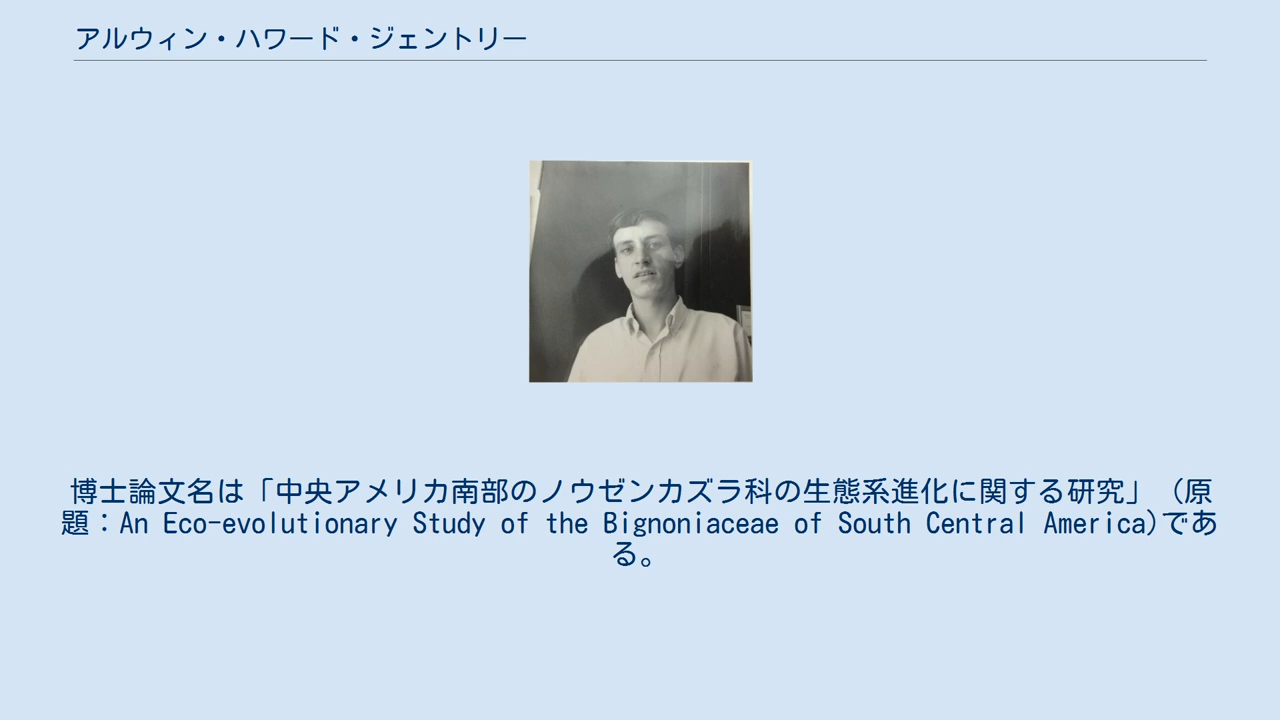 アルウィン・ハワード・ジェントリー
博士論文名は「中央アメリカ南部のノウゼンカズラ科の生態系進化に関する研究」（原
題：An Eco-evolutionary Study of the Bignoniaceae of South Central America)であ
る。